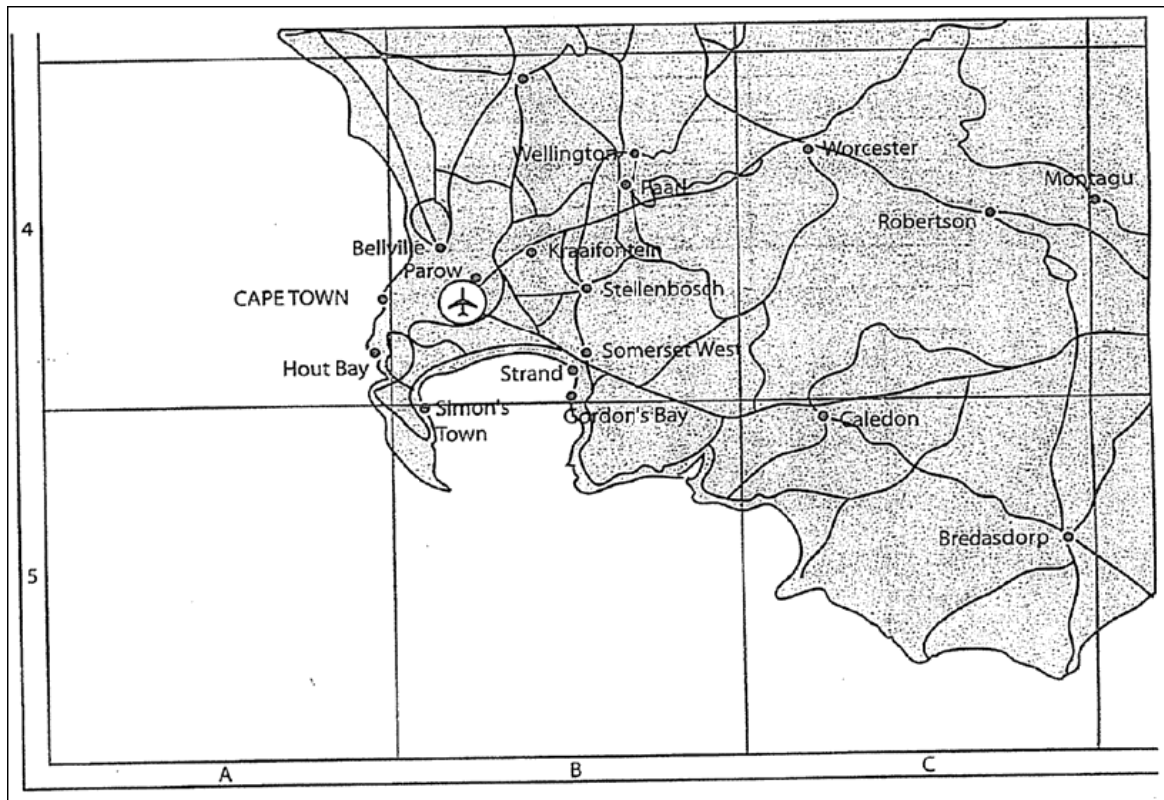 Wellington
Worcester
Paarl
Montagu
4
Robertson
Bellville
Kraaifontein
Parow
CAPE TOWN
Stellenbosch
Somerset West
Hout Bay
Strand
Simon's
Town
Gordon's Bay
Caledon
Bredasdorp
5
A
B
C